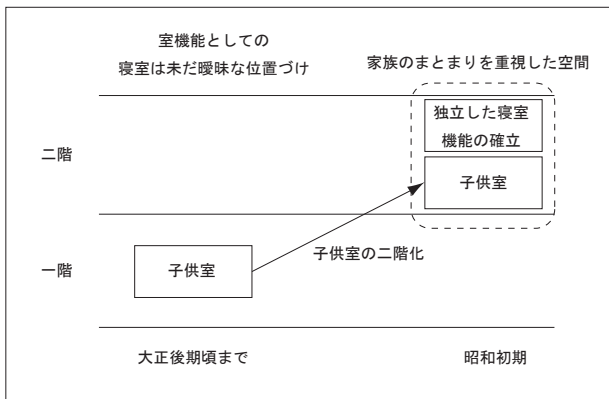 室機能としての
寝室は未だ曖昧な位置づけ
家族のまとまりを重視した空間
二階
独立した寝室
機能の確立
子供室
子供室の二階化
一階
子供室
大正後期頃まで
昭和初期